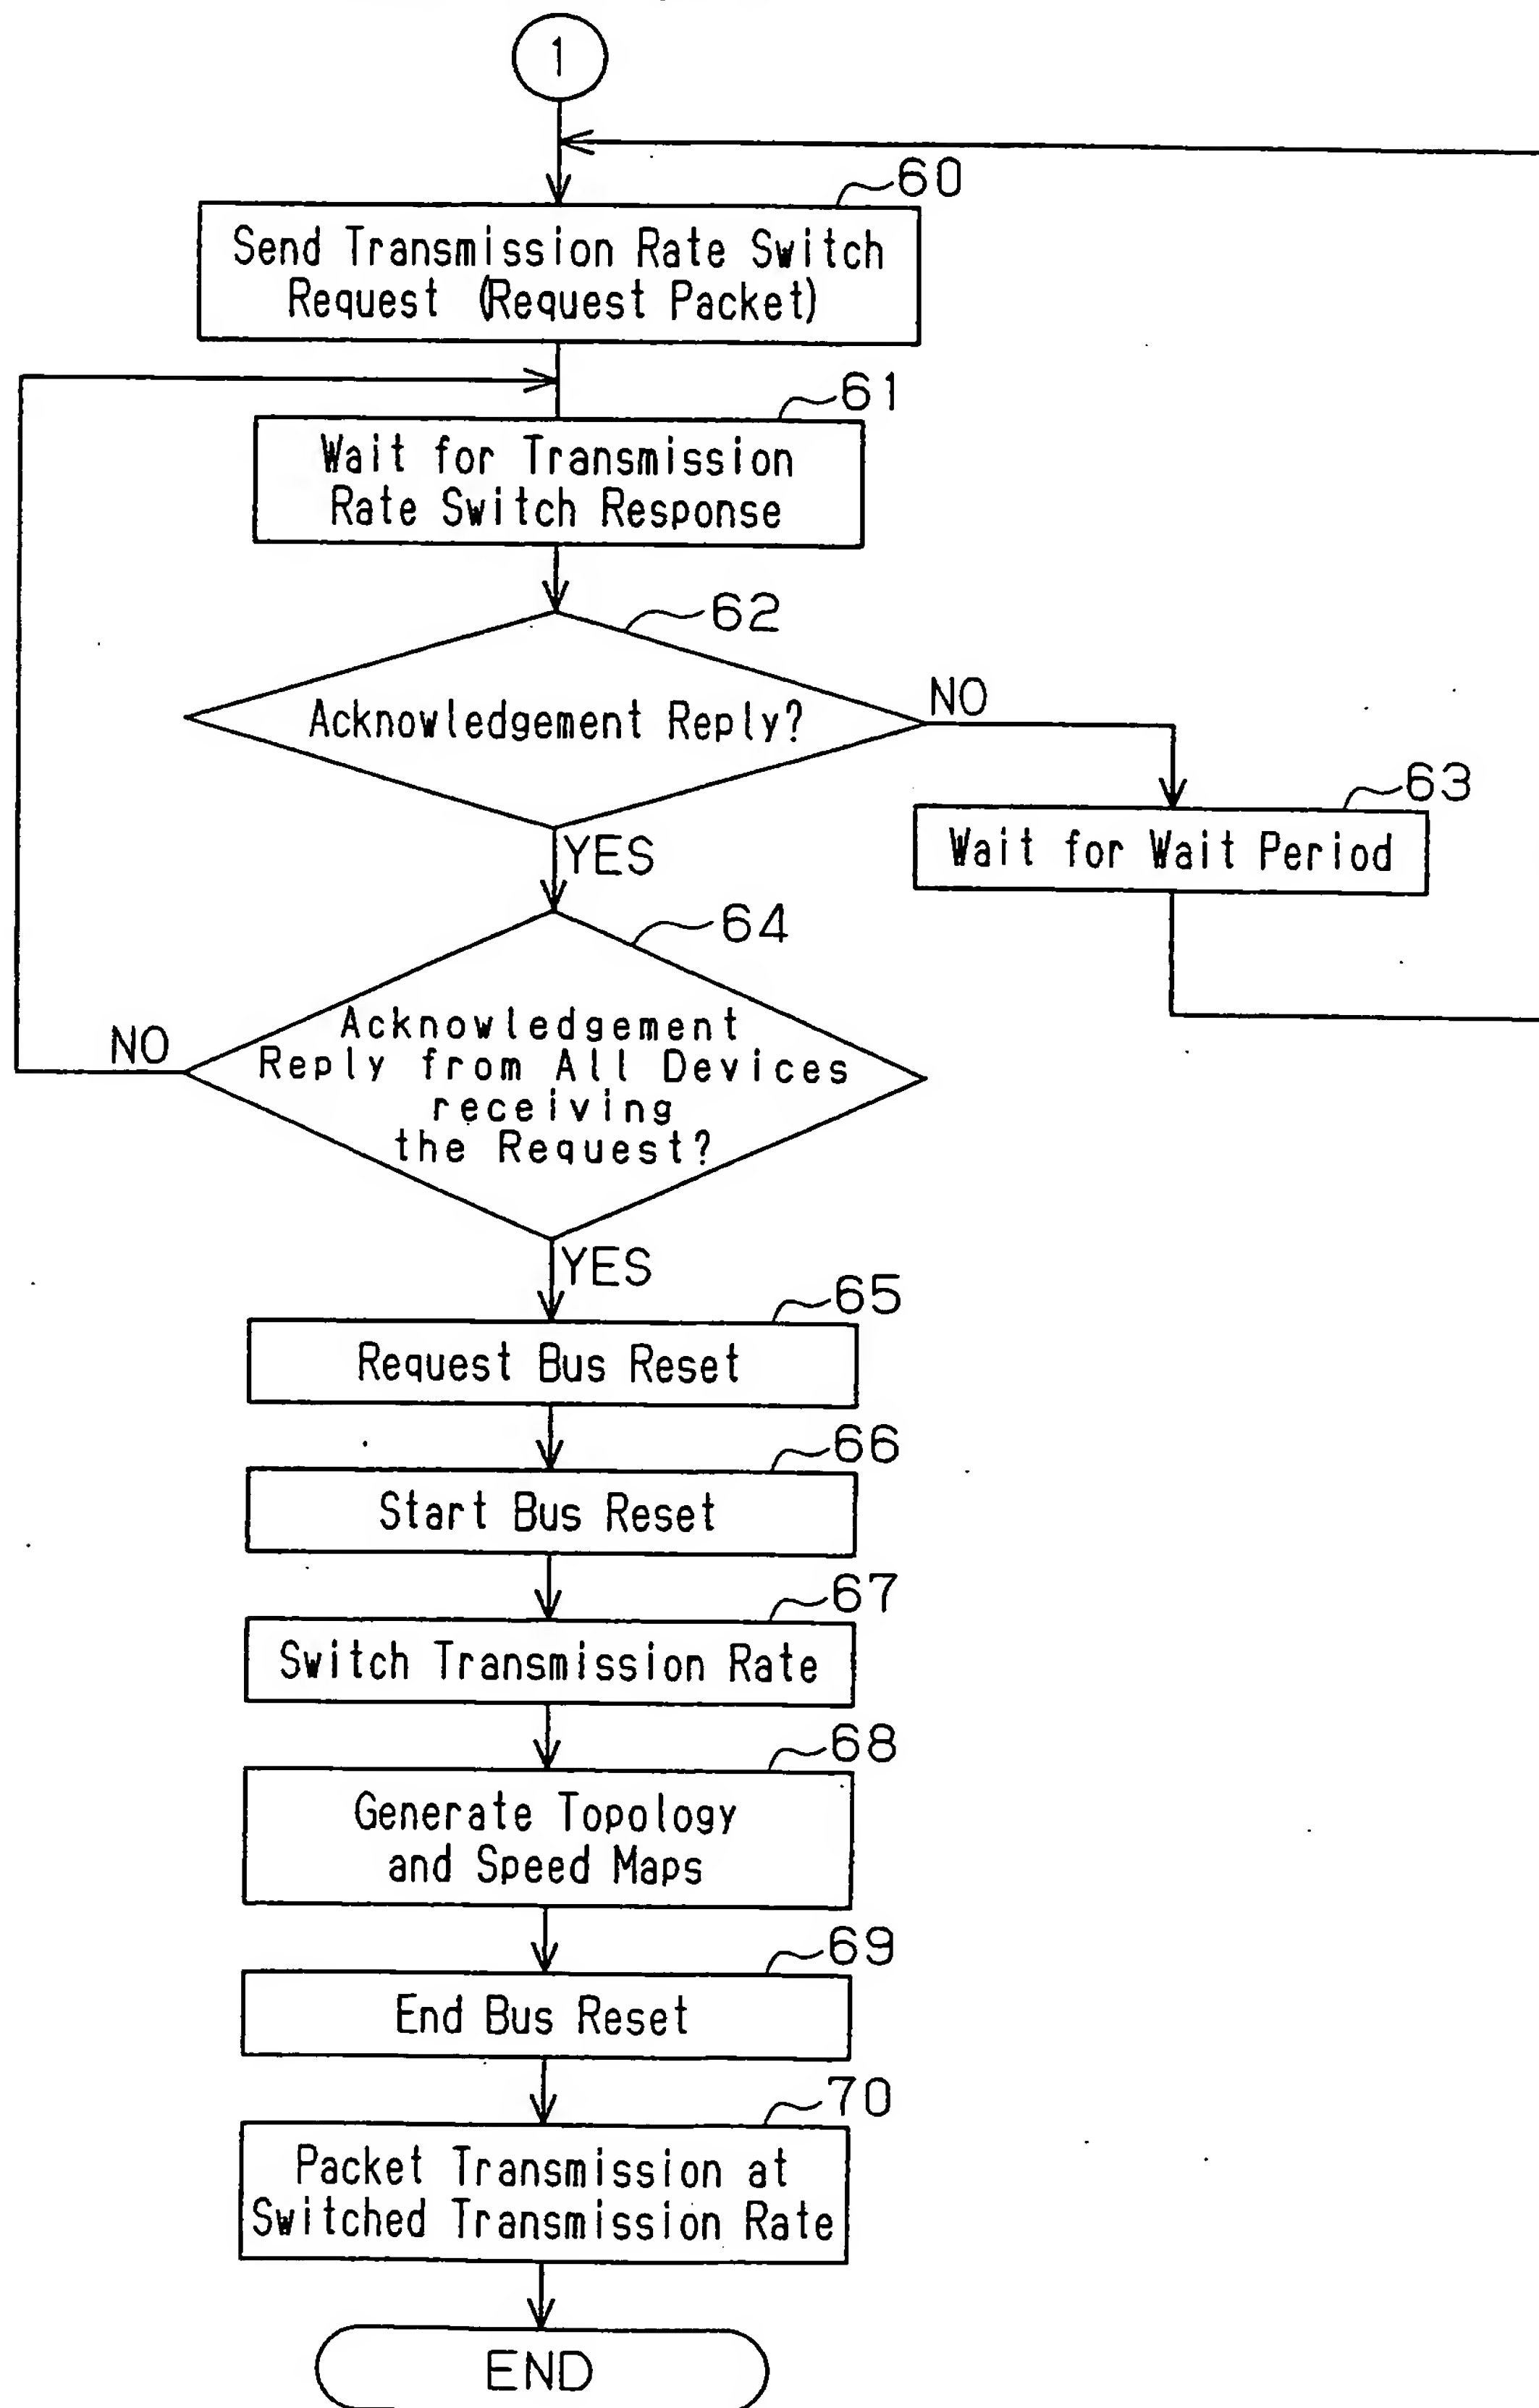 1
60
Send Transmission Rate Switch
Request (Request Packet)
61
Wait for Transmission
Rate Switch Response
62
Acknowledgement Reply?
NO
63
Wait for Wait Period
YES
64
Acknowledgement
Reply from All Devices
receiving
the Request?
NO
YES
65
Request Bus Reset
66
Start Bus Reset
67
Switch Transmission Rate
68
Generate Topology
and Speed Maps
69
End Bus Reset
70
Packet Transmission at
Switched Transmission Rate
END